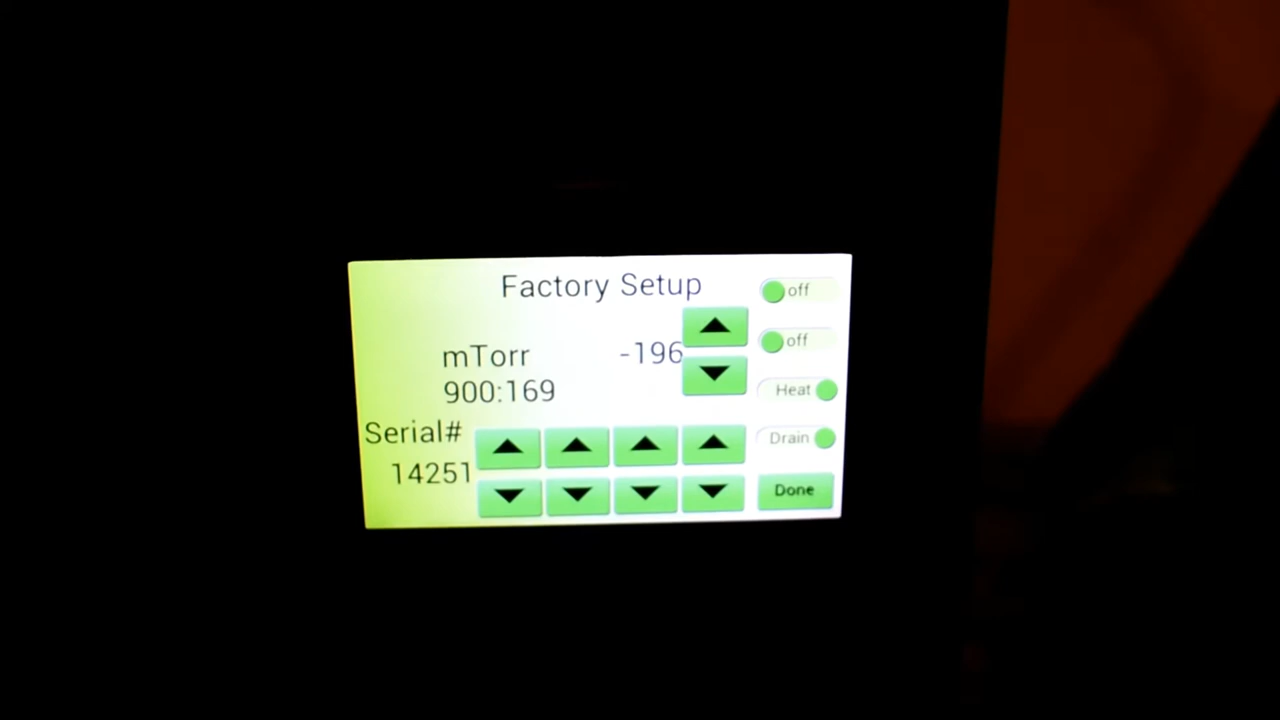 Factory Setup
off
off
mTorr
-196
900:169
Heat
Serial#
Drain
14251
Done